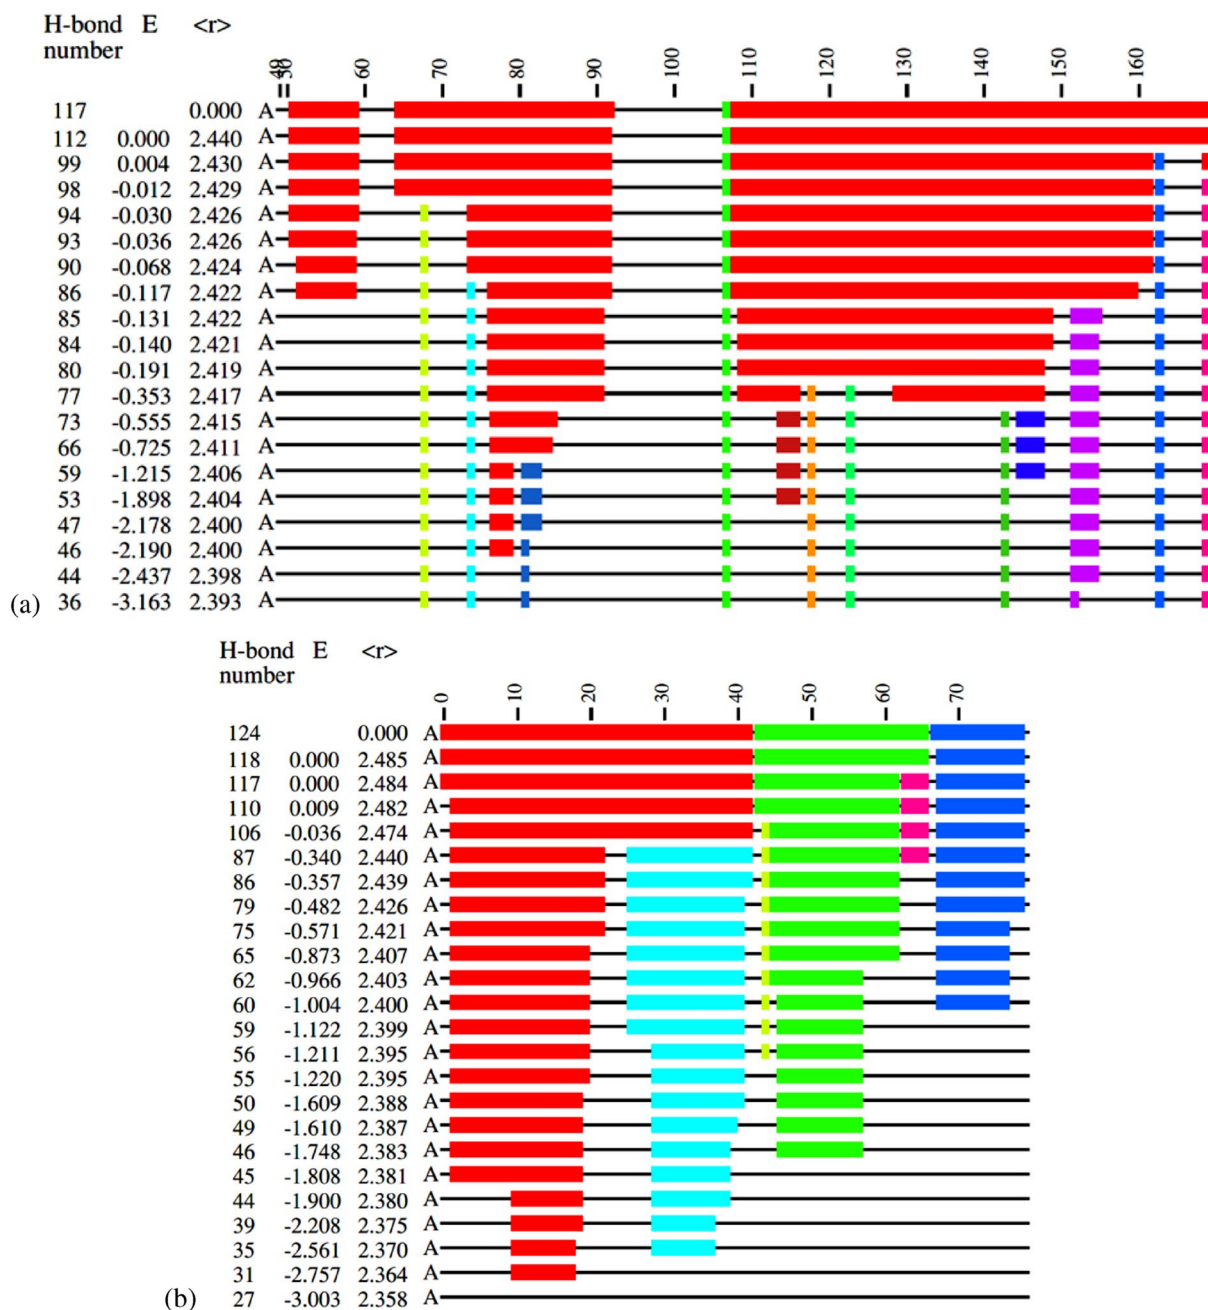 H-bond E <r>
number
49 50 60 70 80 90 100 110 120 130 140 150 160
117 0.000 A
112 0.000 2.440 A
99 0.004 2.430 A
98 -0.012 2.429 A
94 -0.030 2.426 A
93 -0.036 2.426 A
90 -0.068 2.424 A
86 -0.117 2.422 A
85 -0.131 2.422 A
84 -0.140 2.421 A
80 -0.191 2.419 A
77 -0.353 2.417 A
73 -0.555 2.415 A
66 -0.725 2.411 A
59 -1.215 2.406 A
53 -1.898 2.404 A
47 -2.178 2.400 A
46 -2.190 2.400 A
44 -2.437 2.398 A
(a) 36 -3.163 2.393 A
H-bond E <r>
number
0 10 20 30 40 50 60 70
124 0.000 A
118 0.000 2.485 A
117 0.000 2.484 A
110 0.009 2.482 A
106 -0.036 2.474 A
87 -0.340 2.440 A
86 -0.357 2.439 A
79 -0.482 2.426 A
75 -0.571 2.421 A
65 -0.873 2.407 A
62 -0.966 2.403 A
60 -1.004 2.400 A
59 -1.122 2.399 A
56 -1.211 2.395 A
55 -1.220 2.395 A
50 -1.609 2.388 A
49 -1.610 2.387 A
46 -1.748 2.383 A
45 -1.808 2.381 A
44 -1.900 2.380 A
39 -2.208 2.375 A
35 -2.561 2.370 A
31 -2.757 2.364 A
(b) 27 -3.003 2.358 A